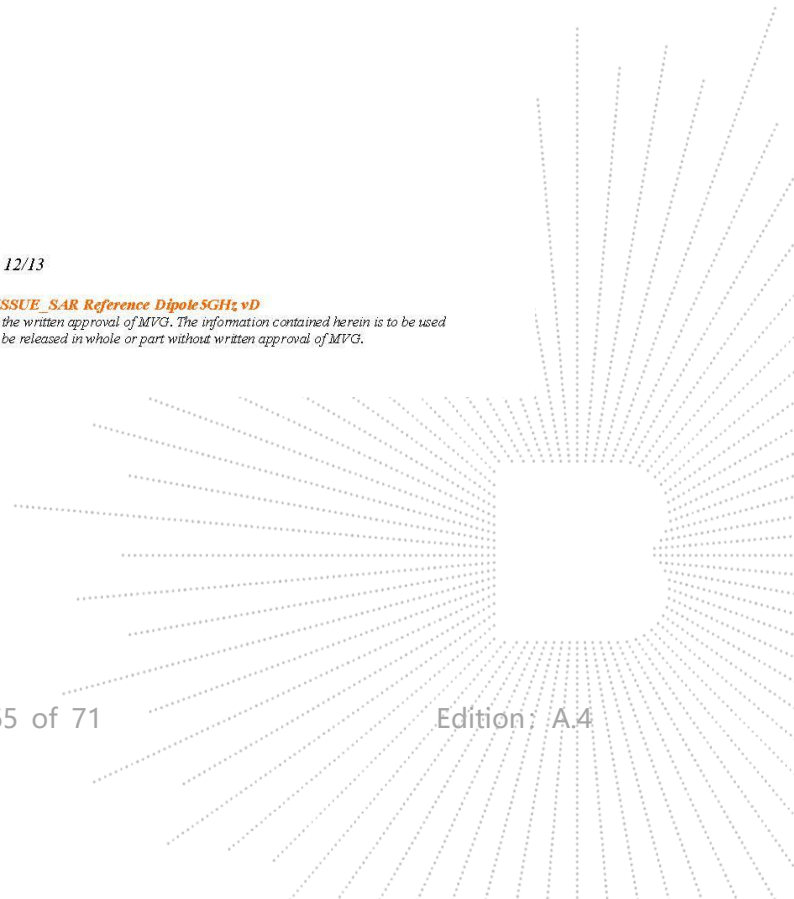 12/13
SSUE_SAR Reference Dipole5GHz vD
the written approval of MVG. The information contained herein is to be used
be released in whole or part without written approval of MVG.
5 of 71 Edition: A.4